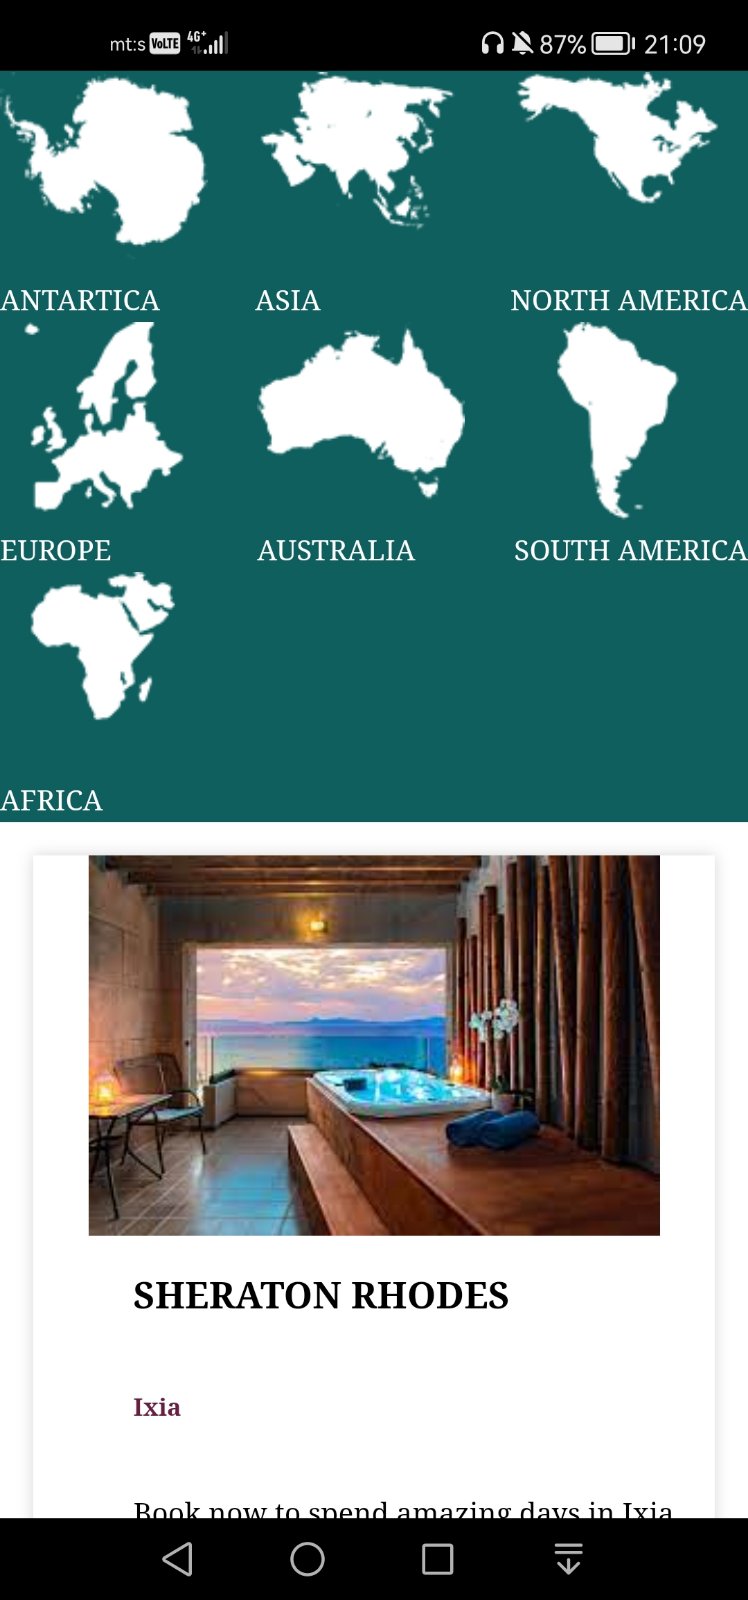 mt:s VoLTE 4G+ 87% 21:09
ANTARTICA ASIA NORTH AMERICA
EUROPE AUSTRALIA SOUTH AMERICA
AFRICA
SHERATON RHODES
Ixia
Book now to spend amazing days in Ixia